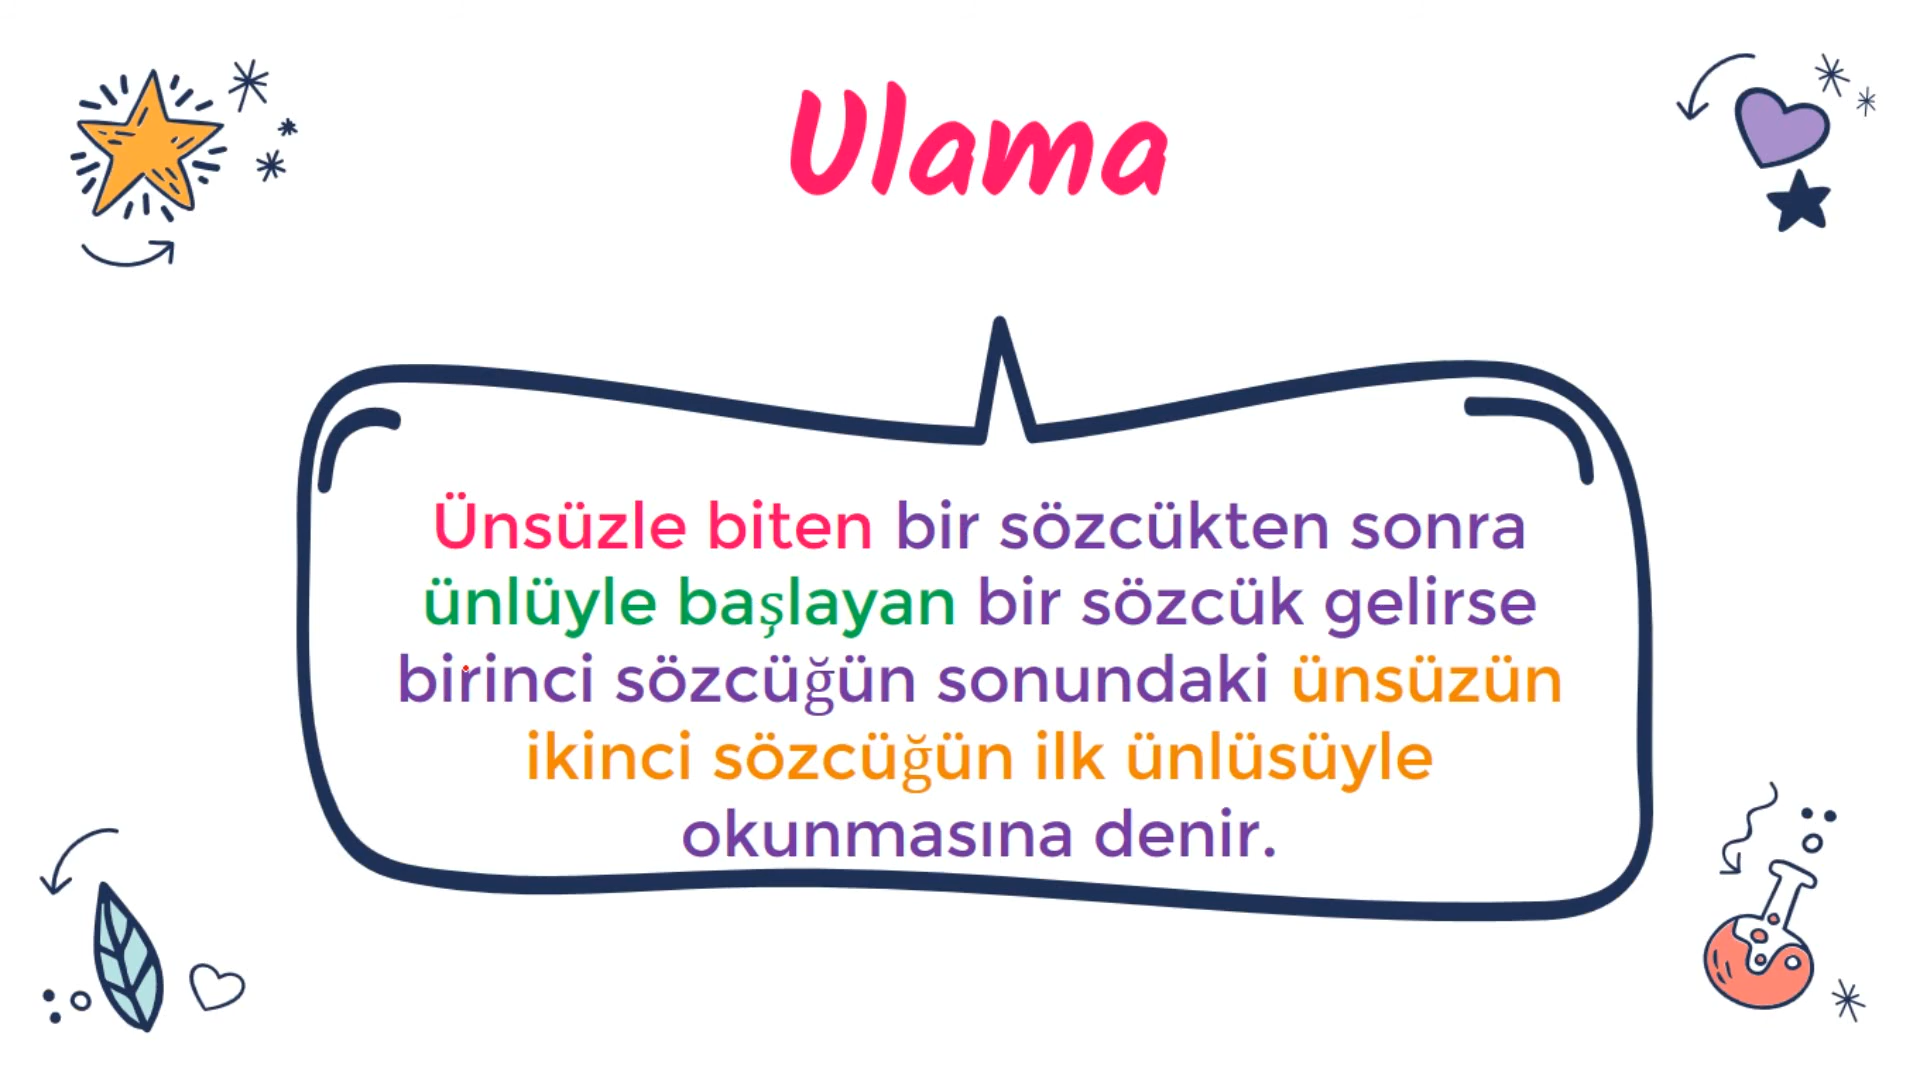 Ulama
Ünsüzle biten bir sözcükten sonra
ünlüyle başlayan bir sözcük gelirse
birinci sözcüğün sonundaki ünsüzün
ikinci sözcüğün ilk ünlüsüyle
okunmasına denir.